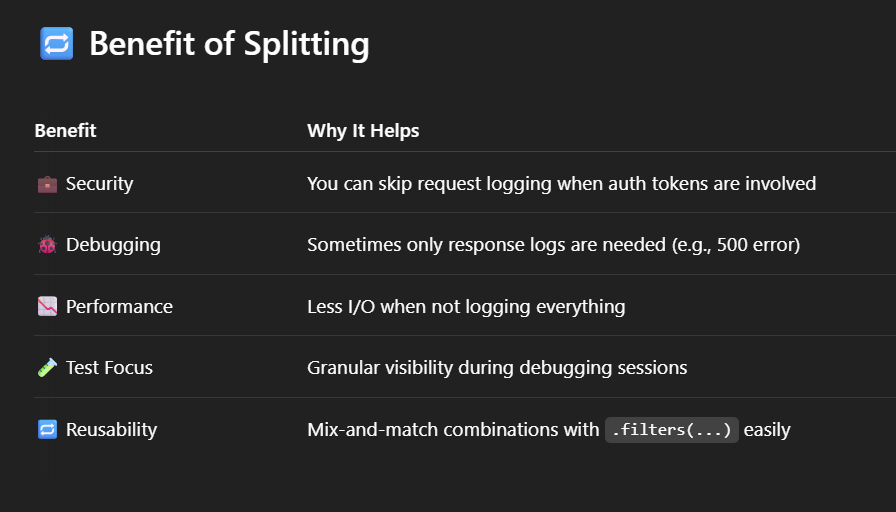 🔁 Benefit of Splitting
Benefit Why It Helps
💼 Security You can skip request logging when auth tokens are involved
🐞 Debugging Sometimes only response logs are needed (e.g., 500 error)
📉 Performance Less I/O when not logging everything
🧪 Test Focus Granular visibility during debugging sessions
🔁 Reusability Mix-and-match combinations with .filters(...) easily